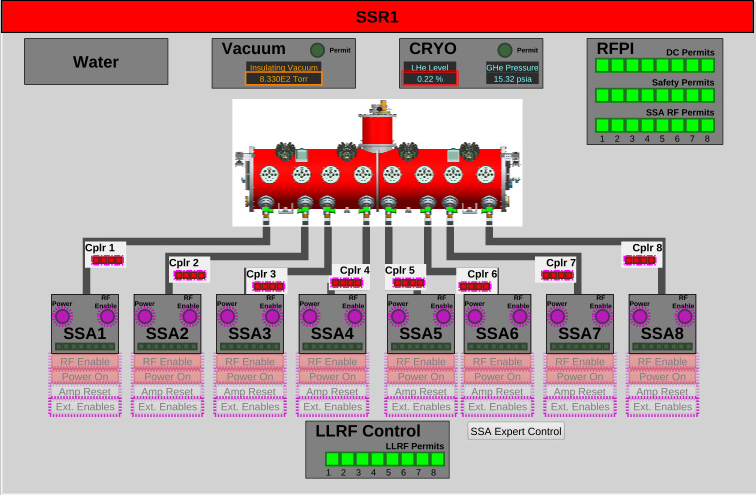 SSR1
Water
Vacuum
Permit
Insulating Vacuum
8.330E2 Torr
CRYO
Permit
LHe Level
GHe Pressure
0.22 %
15.32 psia
RFPI
DC Permits
Safety Permits
SSA RF Permits
1 2 3 4 5 6 7 8
Cplr 1
Cplr 2
Cplr 3
Cplr 4
Cplr 5
Cplr 6
Cplr 7
Cplr 8
Power
RF
Enable
SSA1
RF Enable
Power On
Amp Reset
Ext. Enables
Power
RF
Enable
SSA2
RF Enable
Power On
Amp Reset
Ext. Enables
Power
RF
Enable
SSA3
RF Enable
Power On
Amp Reset
Ext. Enables
Power
RF
Enable
SSA4
RF Enable
Power On
Amp Reset
Ext. Enables
Power
RF
Enable
SSA5
RF Enable
Power On
Amp Reset
Ext. Enables
Power
RF
Enable
SSA6
RF Enable
Power On
Amp Reset
Ext. Enables
Power
RF
Enable
SSA7
RF Enable
Power On
Amp Reset
Ext. Enables
Power
RF
Enable
SSA8
RF Enable
Power On
Amp Reset
Ext. Enables
LLRF Control
LLRF Permits
1 2 3 4 5 6 7 8
SSA Expert Control